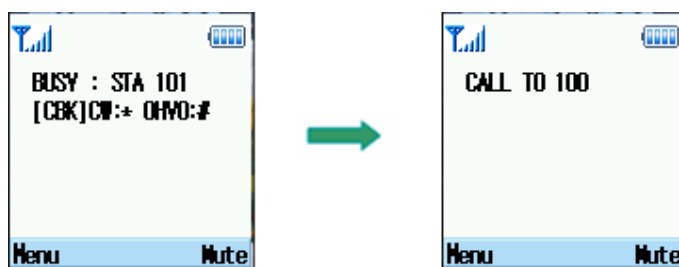 BUSY : STA 101
[CBK]CW:* OHVO:#
Menu Mute
CALL TO 100
Menu Mute